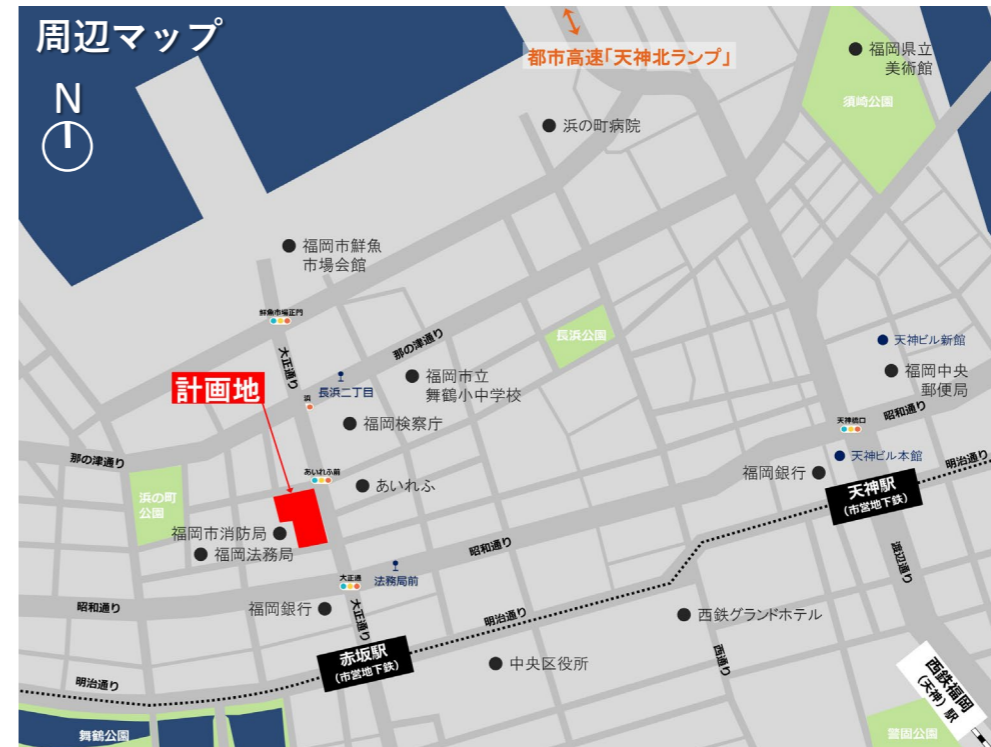 周辺マップ
N
都市高速「天神北ランプ」
福岡県立
美術館
須崎公園
浜の町病院
福岡市鮮魚
市場会館
鮮魚市場正門
大正通り
那の津通り
長浜公園
天神ビル新館
計画地
長浜二丁目
浜
福岡市立
舞鶴小中学校
福岡中央
郵便局
昭和通り
天神橋口
福岡検察庁
那の津通り
天神ビル本館
明治通り
福岡銀行
あいれふ前
あいれふ
天神駅
(市営地下鉄)
浜の町
公園
福岡市消防局
福岡法務局
昭和通り
渡辺通り
大正通
法務局前
昭和通り
福岡銀行
大正通り
明治通り
西鉄グランドホテル
赤坂駅
(市営地下鉄)
中央区役所
西通り
西鉄福岡
(天神)駅
明治通り
舞鶴公園
警固公園